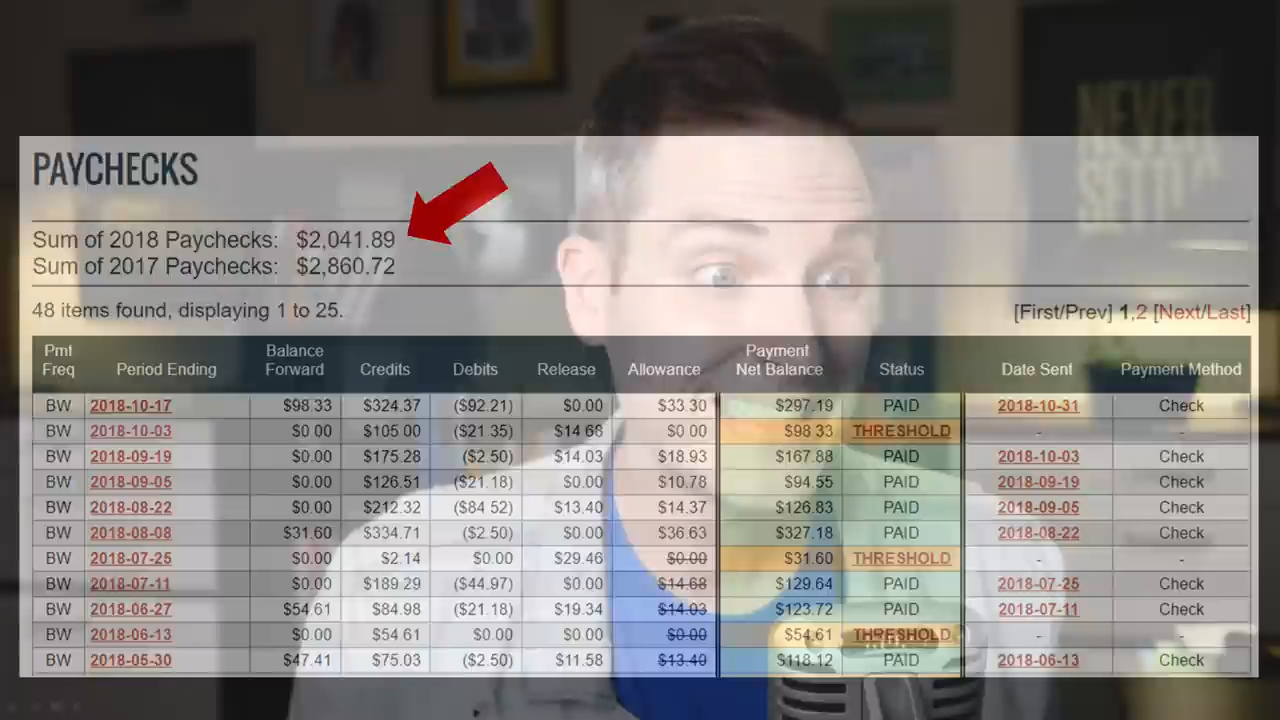 NEVER
SETTLE
PAYCHECKS
Sum of 2018 Paychecks: $2,041.89
Sum of 2017 Paychecks: $2,860.72
48 items found, displaying 1 to 25.
[First/Prev] 1,2 [Next/Last]
Pmt Freq Period Ending Balance Forward Credits Debits Release Allowance Payment Net Balance Status Date Sent Payment Method
BW 2018-10-17 $98.33 $324.37 ($92.21) $0.00 $33.30 $297.19 PAID 2018-10-31 Check
BW 2018-10-03 $0.00 $105.00 ($21.35) $14.68 $0.00 $98.33 THRESHOLD - -
BW 2018-09-19 $0.00 $175.28 ($2.50) $14.03 $18.93 $167.88 PAID 2018-10-03 Check
BW 2018-09-05 $0.00 $126.51 ($21.18) $0.00 $10.78 $94.55 PAID 2018-09-19 Check
BW 2018-08-22 $0.00 $212.32 ($84.52) $13.40 $14.37 $126.83 PAID 2018-09-05 Check
BW 2018-08-08 $31.60 $334.71 ($2.50) $0.00 $36.63 $327.18 PAID 2018-08-22 Check
BW 2018-07-25 $0.00 $2.14 $0.00 $29.46 $0.00 $31.60 THRESHOLD - -
BW 2018-07-11 $0.00 $189.29 ($44.97) $0.00 $14.68 $129.64 PAID 2018-07-25 Check
BW 2018-06-27 $54.61 $84.98 ($21.18) $19.34 $14.03 $123.72 PAID 2018-07-11 Check
BW 2018-06-13 $0.00 $54.61 $0.00 $0.00 $0.00 $54.61 THRESHOLD - -
BW 2018-05-30 $47.41 $75.03 ($2.50) $11.58 $13.40 $118.12 PAID 2018-06-13 Check